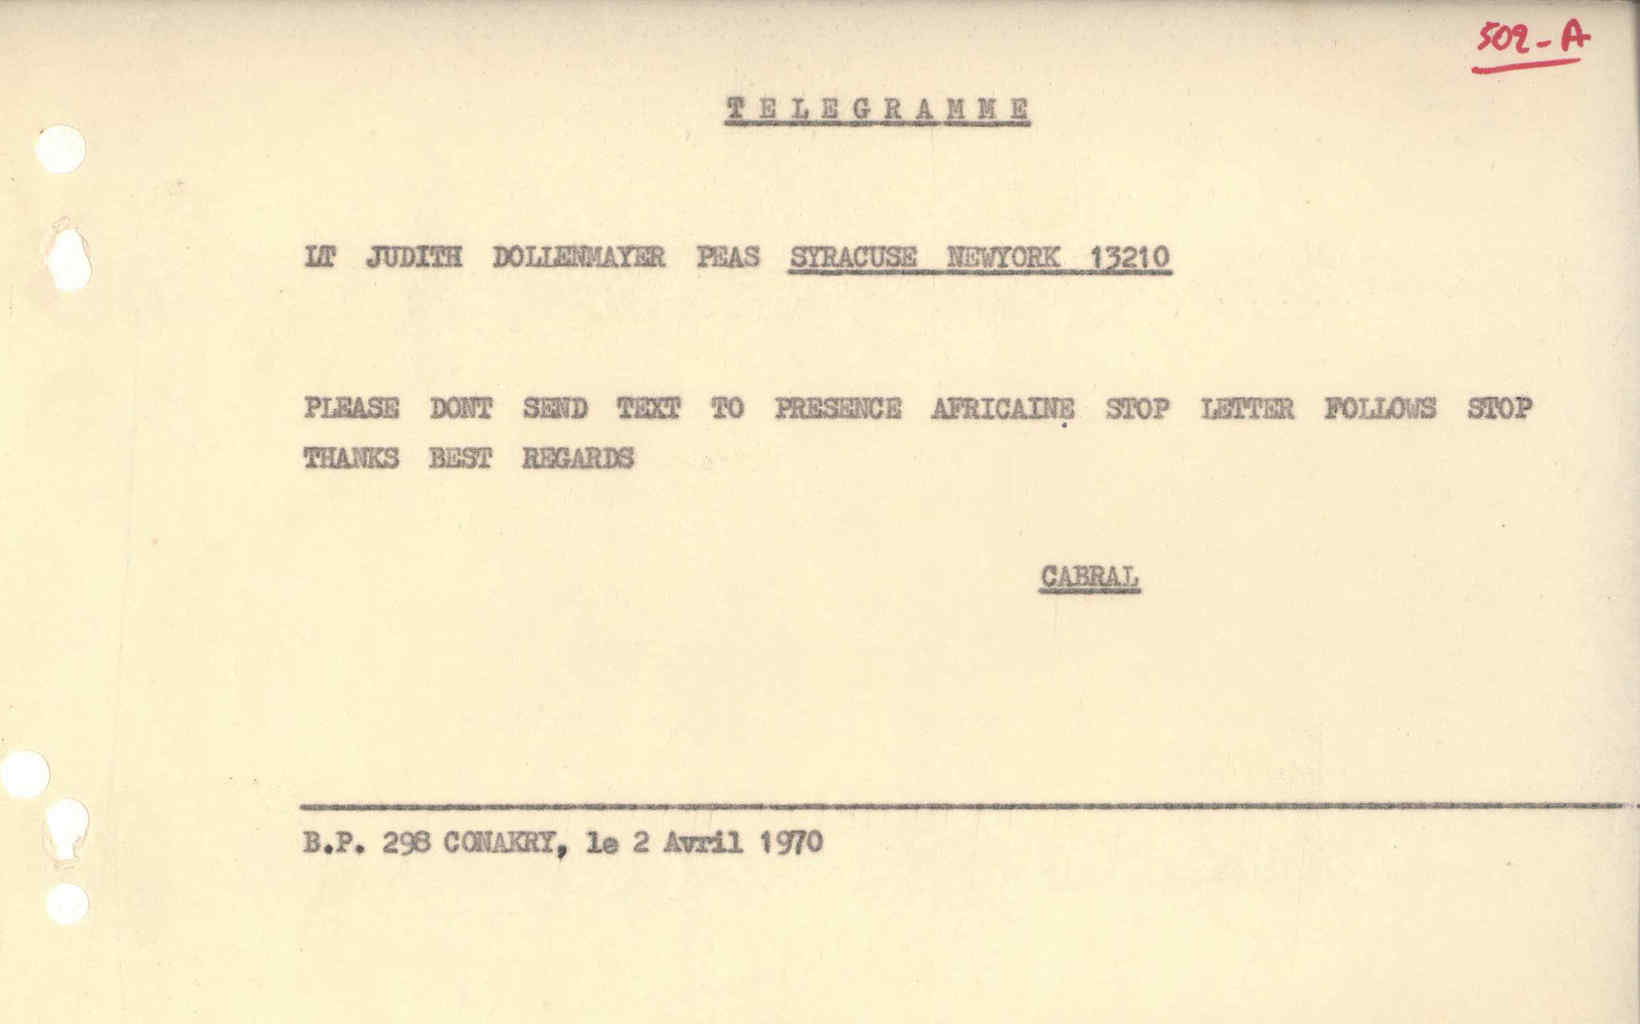 502-A
TELEGRAMME
LT JUDITH DOLLENMAYER PEAS SYRACUSE NEWYORK 13210
PLEASE DONT SEND TEXT TO PRESENCE AFRICAINE STOP LETTER FOLLOWS STOP
THANKS BEST REGARDS
CABRAL
B.P. 298 CONAKRY, le 2 Avril 1970